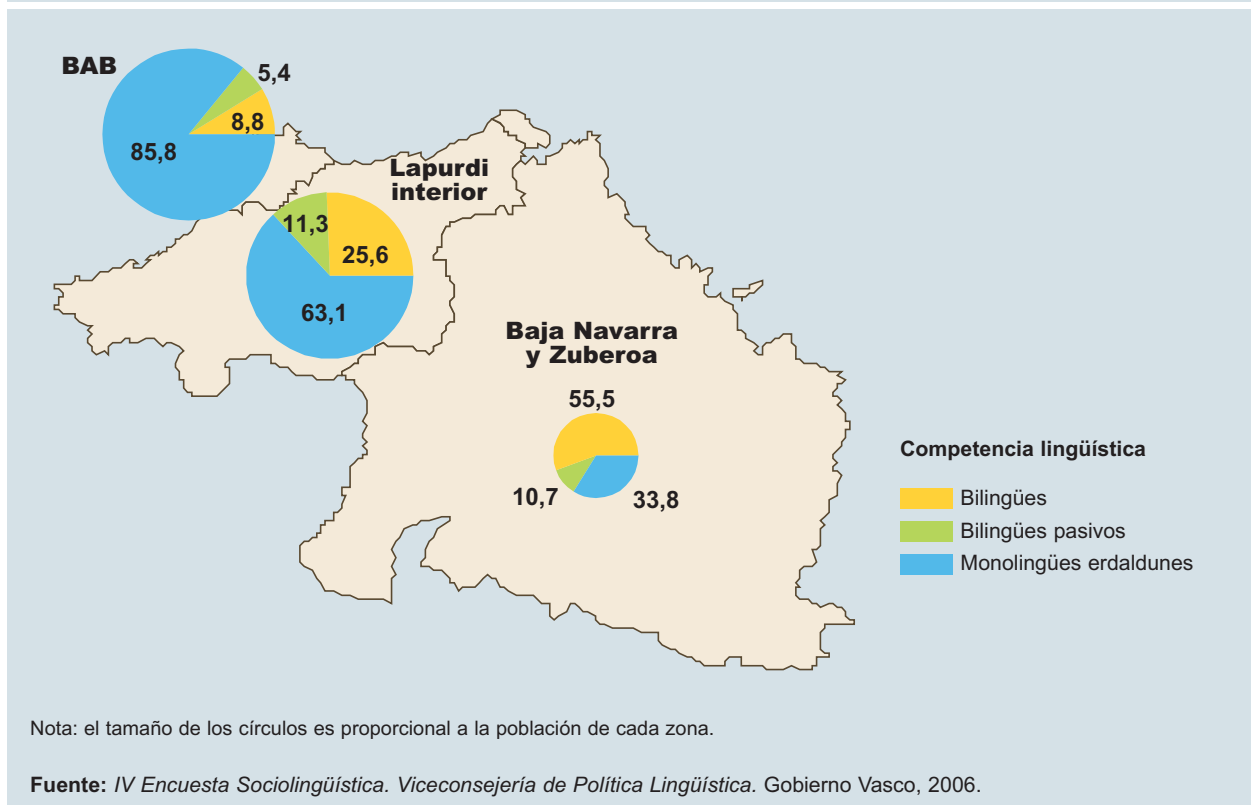 BAB
5,4
8,8
85,8
Lapurdi
interior
11,3
25,6
63,1
Baja Navarra
y Zuberoa
55,5
10,7
33,8
Competencia lingüística
Bilingües
Bilingües pasivos
Monolingües erdaldunes
Nota: el tamaño de los círculos es proporcional a la población de cada zona.
Fuente: IV Encuesta Sociolingüística. Viceconsejería de Política Lingüística. Gobierno Vasco, 2006.